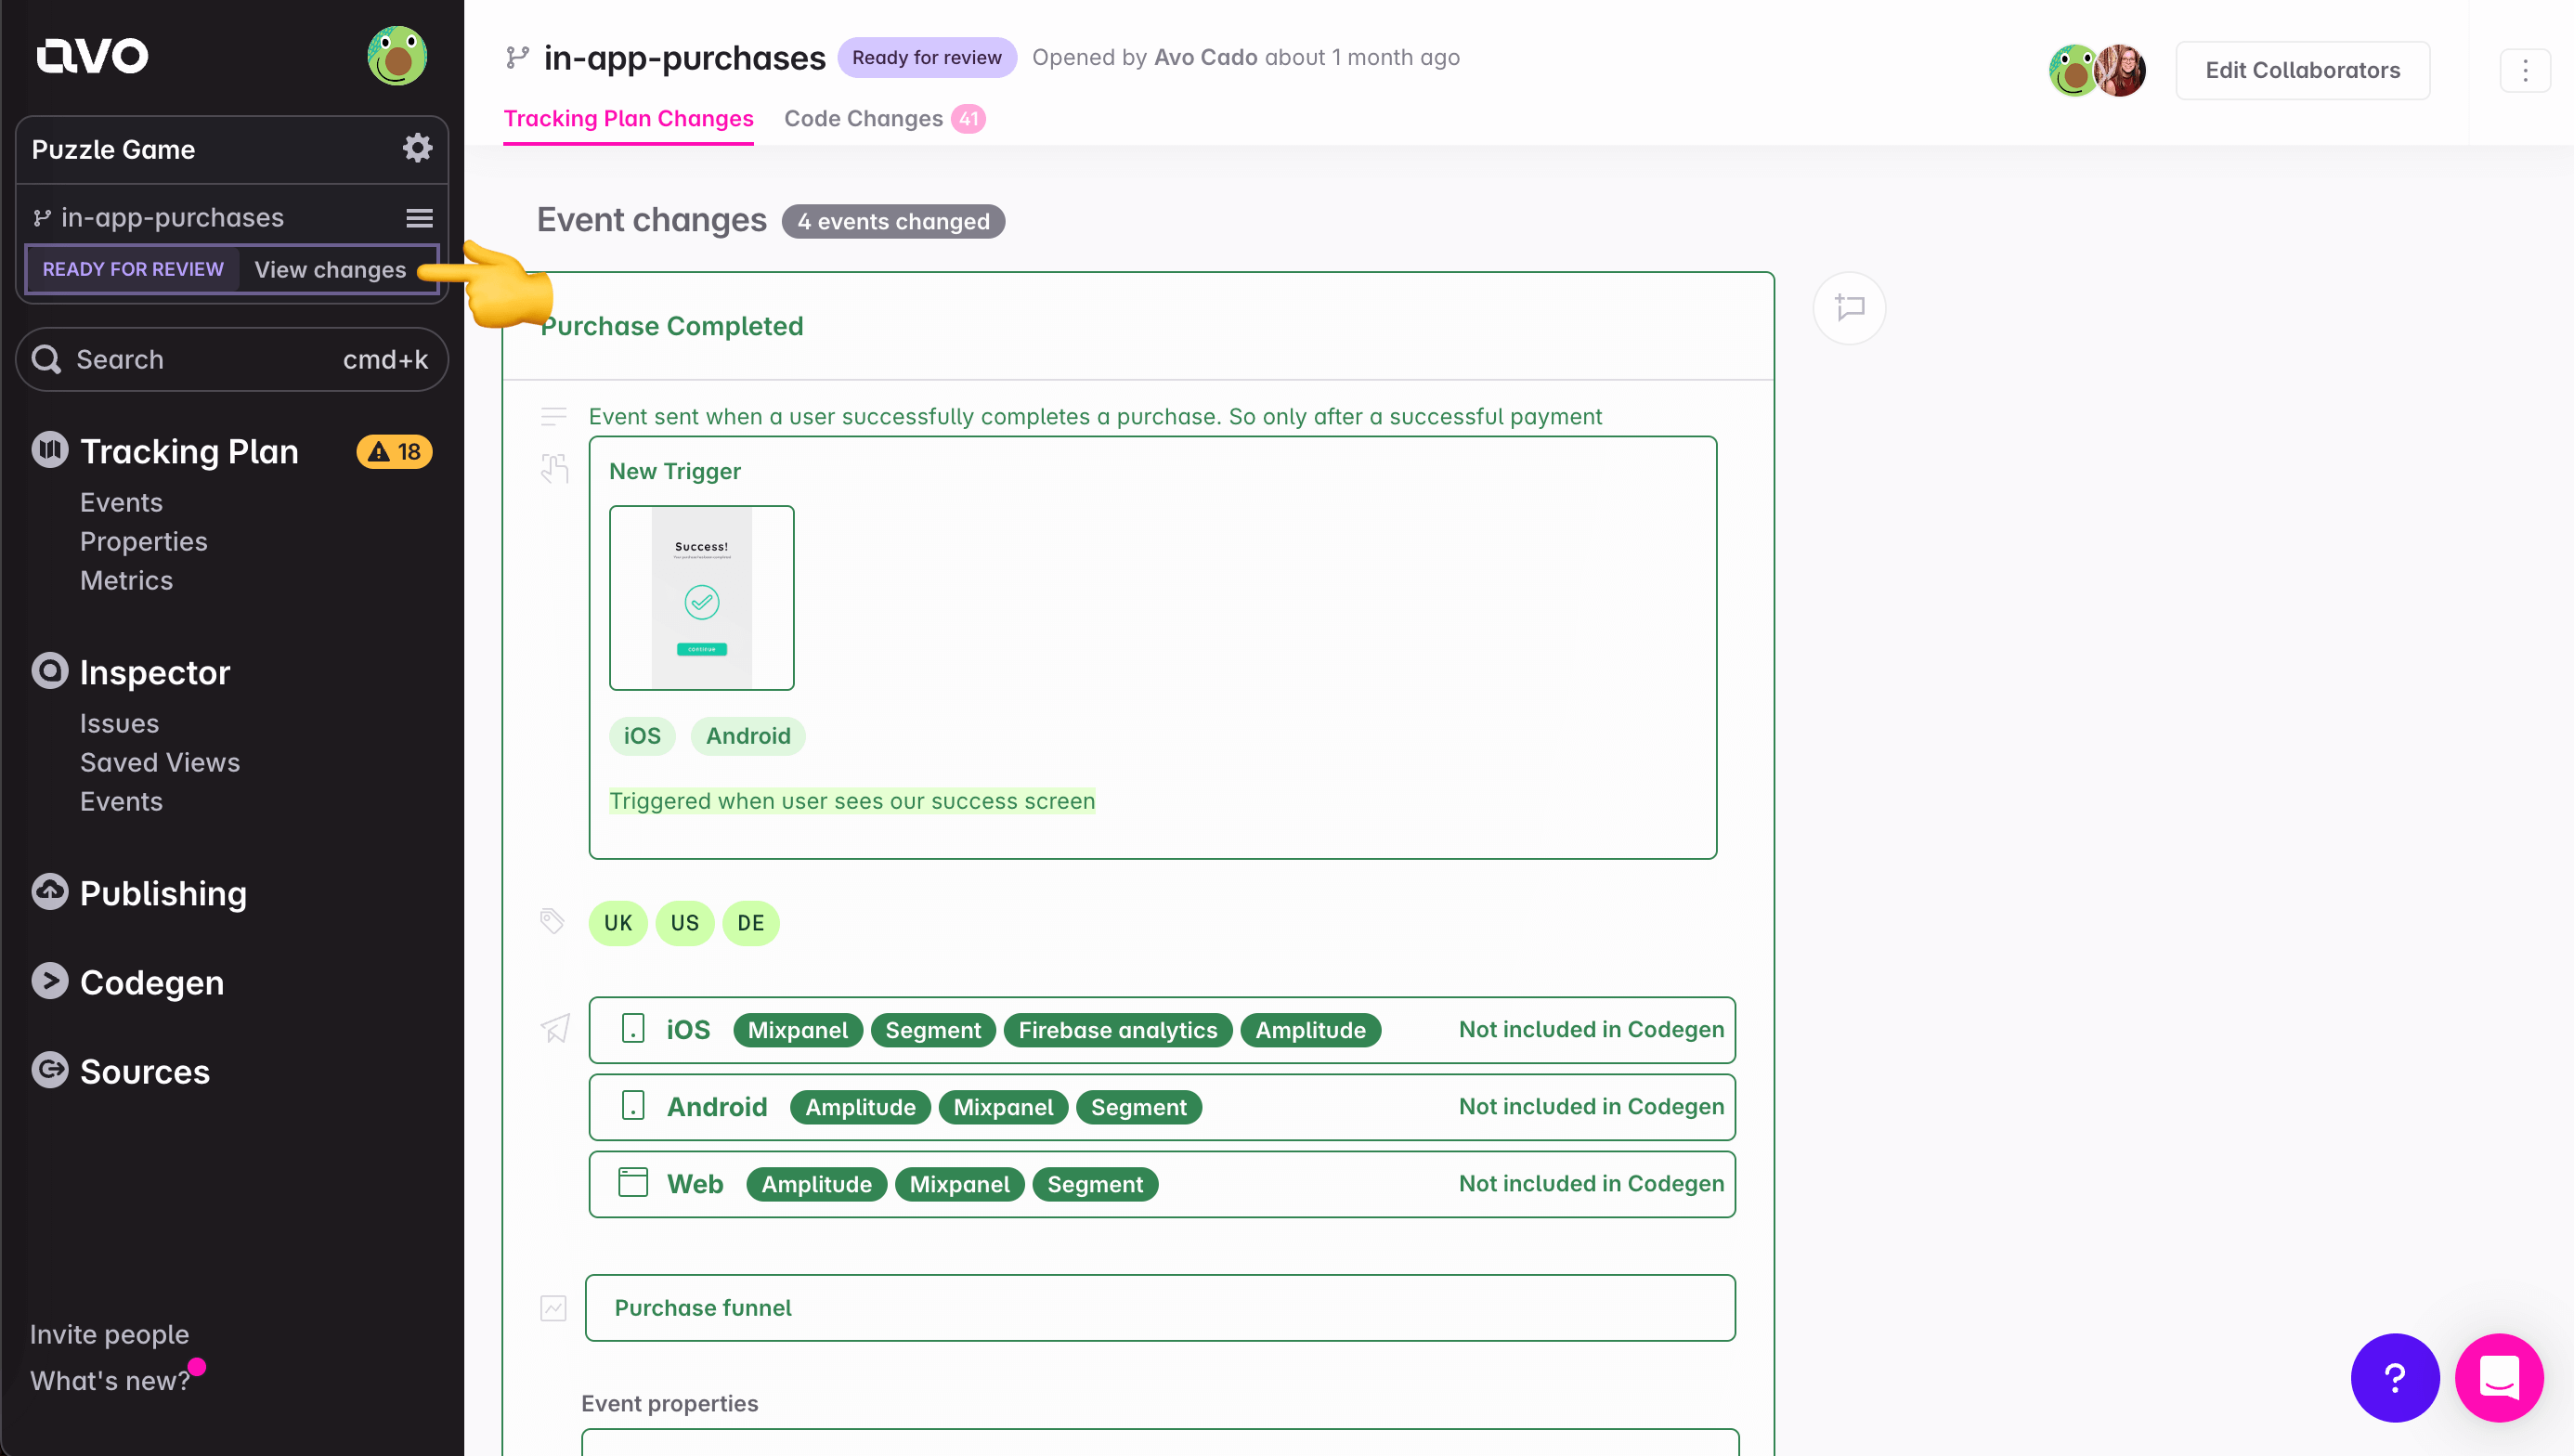 avo
Puzzle Game
in-app-purchases
READY FOR REVIEW View changes
Search cmd+k
Tracking Plan 18
Events
Properties
Metrics
Inspector
Issues
Saved Views
Events
Publishing
Codegen
Sources
Invite people
What's new?
in-app-purchases Ready for review Opened by Avo Cado about 1 month ago
Edit Collaborators
Tracking Plan Changes Code Changes 41
Event changes 4 events changed
Purchase Completed
Event sent when a user successfully completes a purchase. So only after a successful payment
New Trigger
Success!
continue
iOS Android
Triggered when user sees our success screen
UK US DE
iOS Mixpanel Segment Firebase analytics Amplitude Not included in Codegen
Android Amplitude Mixpanel Segment Not included in Codegen
Web Amplitude Mixpanel Segment Not included in Codegen
Purchase funnel
Event properties
?